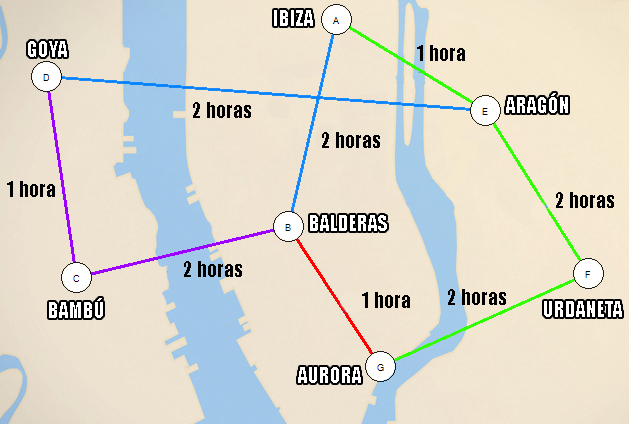 IBIZA
A
GOYA
1 hora
D
ARAGÓN
E
2 horas
2 horas
1 hora
2 horas
B
BALDERAS
2 horas
C
F
BAMBÚ
1 hora
2 horas
URDANETA
AURORA
G